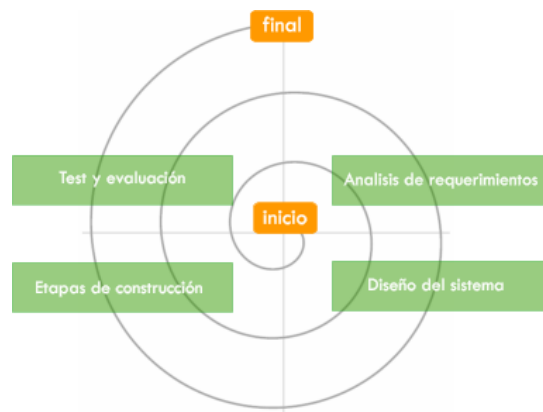 final
Test y evaluación
Analisis de requerimientos
inicio
Etapas de construcción
Diseño del sistema